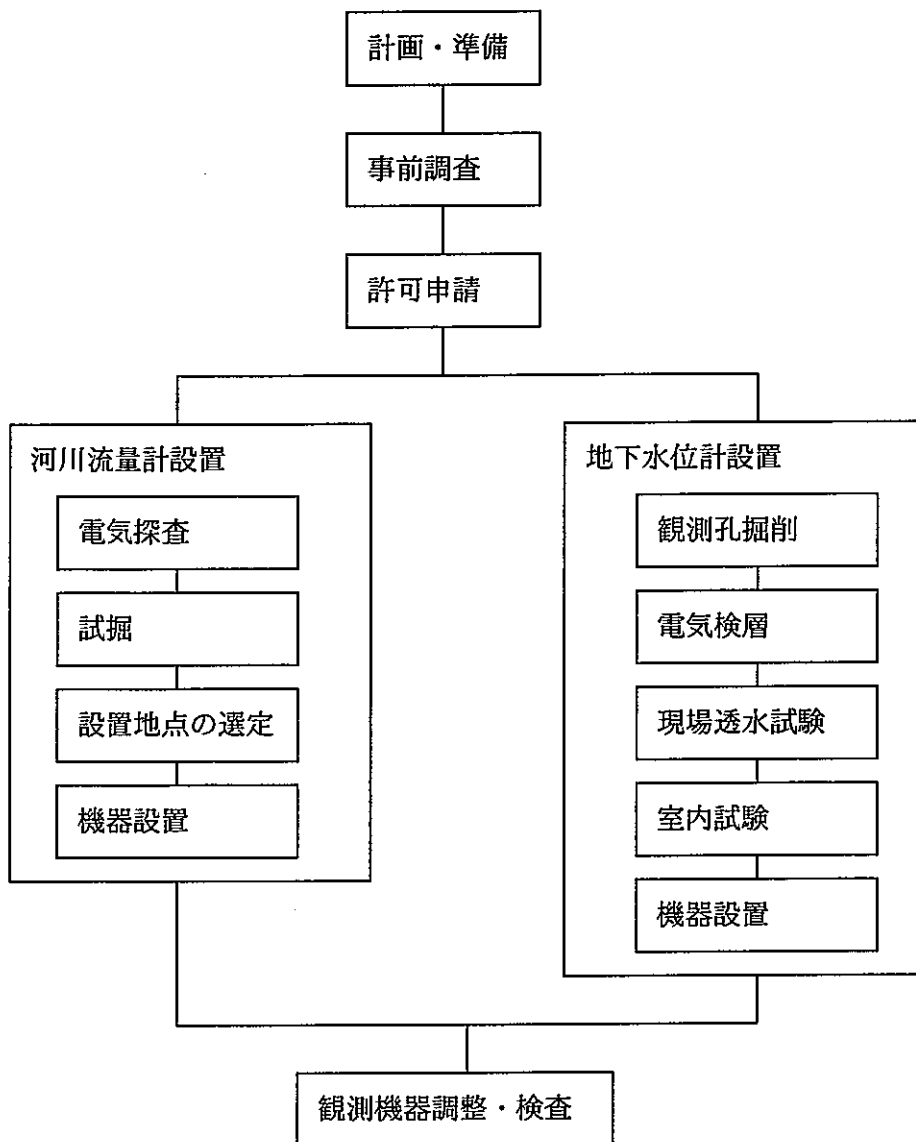 計画・準備
事前調査
許可申請
河川流量計設置
電気探査
試掘
設置地点の選定
機器設置
地下水位計設置
観測孔掘削
電気検層
現場透水試験
室内試験
機器設置
観測機器調整・検査